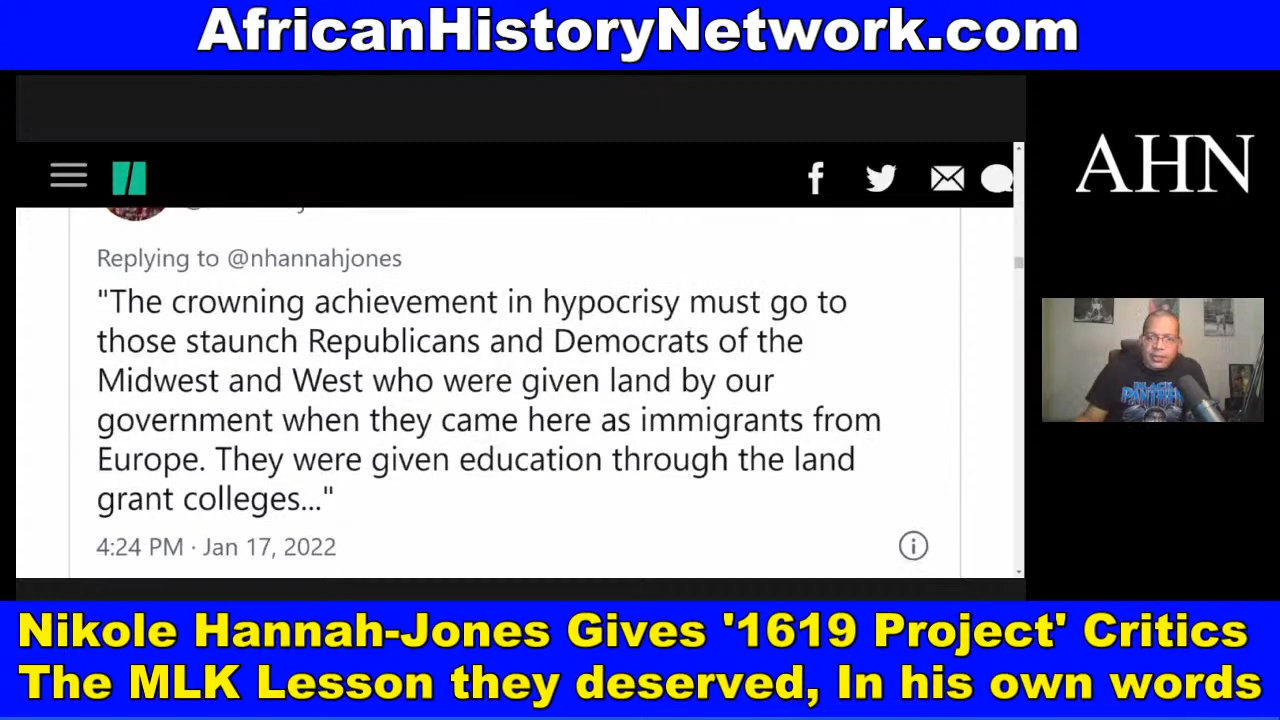 AfricanHistoryNetwork.com
AHN
Replying to @nhannahjones
"The crowning achievement in hypocrisy must go to
those staunch Republicans and Democrats of the
Midwest and West who were given land by our
government when they came here as immigrants from
Europe. They were given education through the land
grant colleges..."
4:24 PM · Jan 17, 2022
BLACK
PANTHER
Nikole Hannah-Jones Gives '1619 Project' Critics
The MLK Lesson they deserved, In his own words